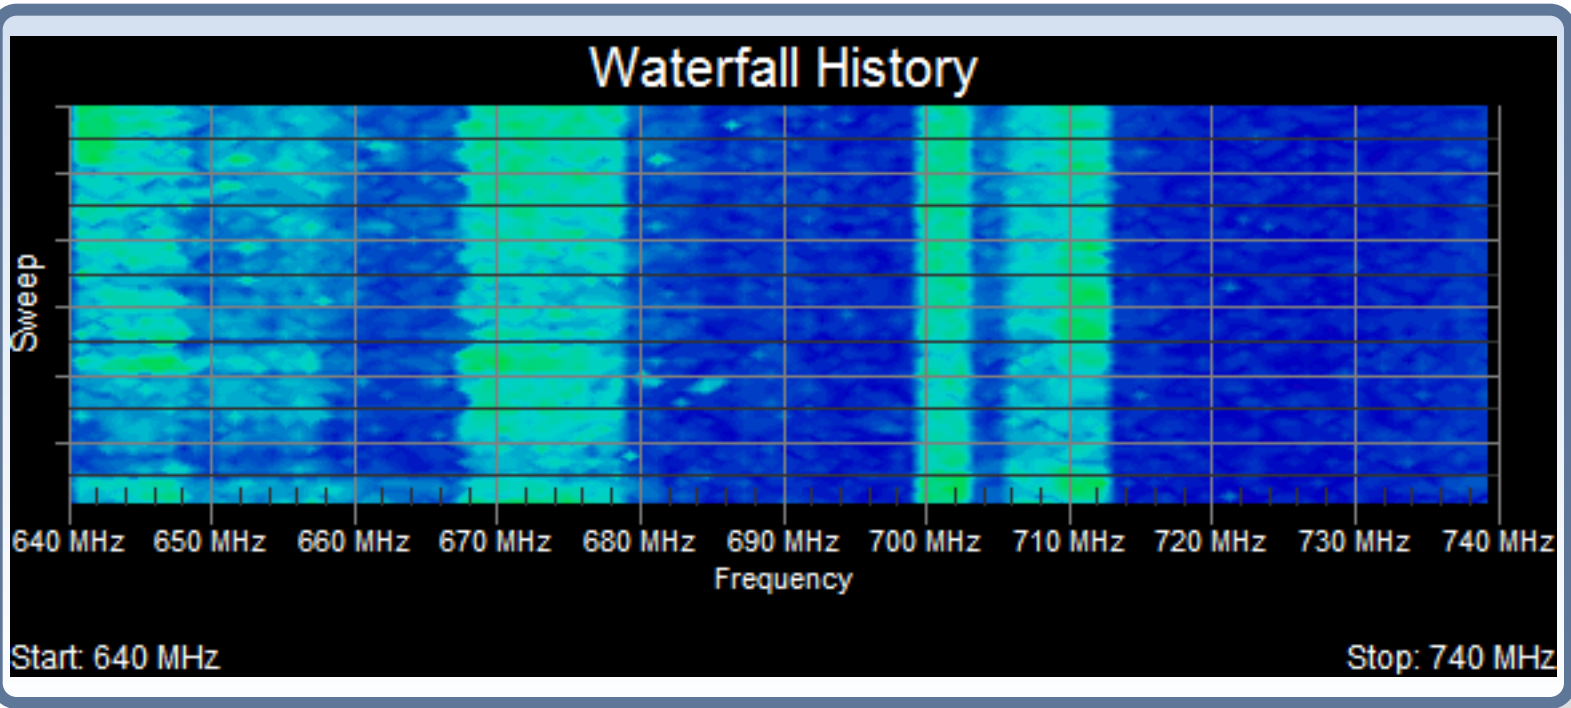 Waterfall History
Sweep
640 MHz 650 MHz 660 MHz 670 MHz 680 MHz 690 MHz 700 MHz 710 MHz 720 MHz 730 MHz 740 MHz
Frequency
Start: 640 MHz Stop: 740 MHz